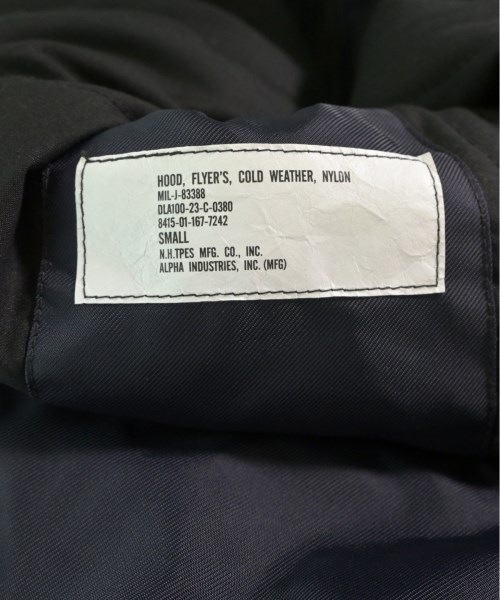 HOOD, FLYER'S, COLD WEATHER, NYLON
MIL-J-83388
DLA100-23-C-0380
8415-01-167-7242
SMALL
N.H.TPES MFG. CO., INC.
ALPHA INDUSTRIES, INC. (MFG)